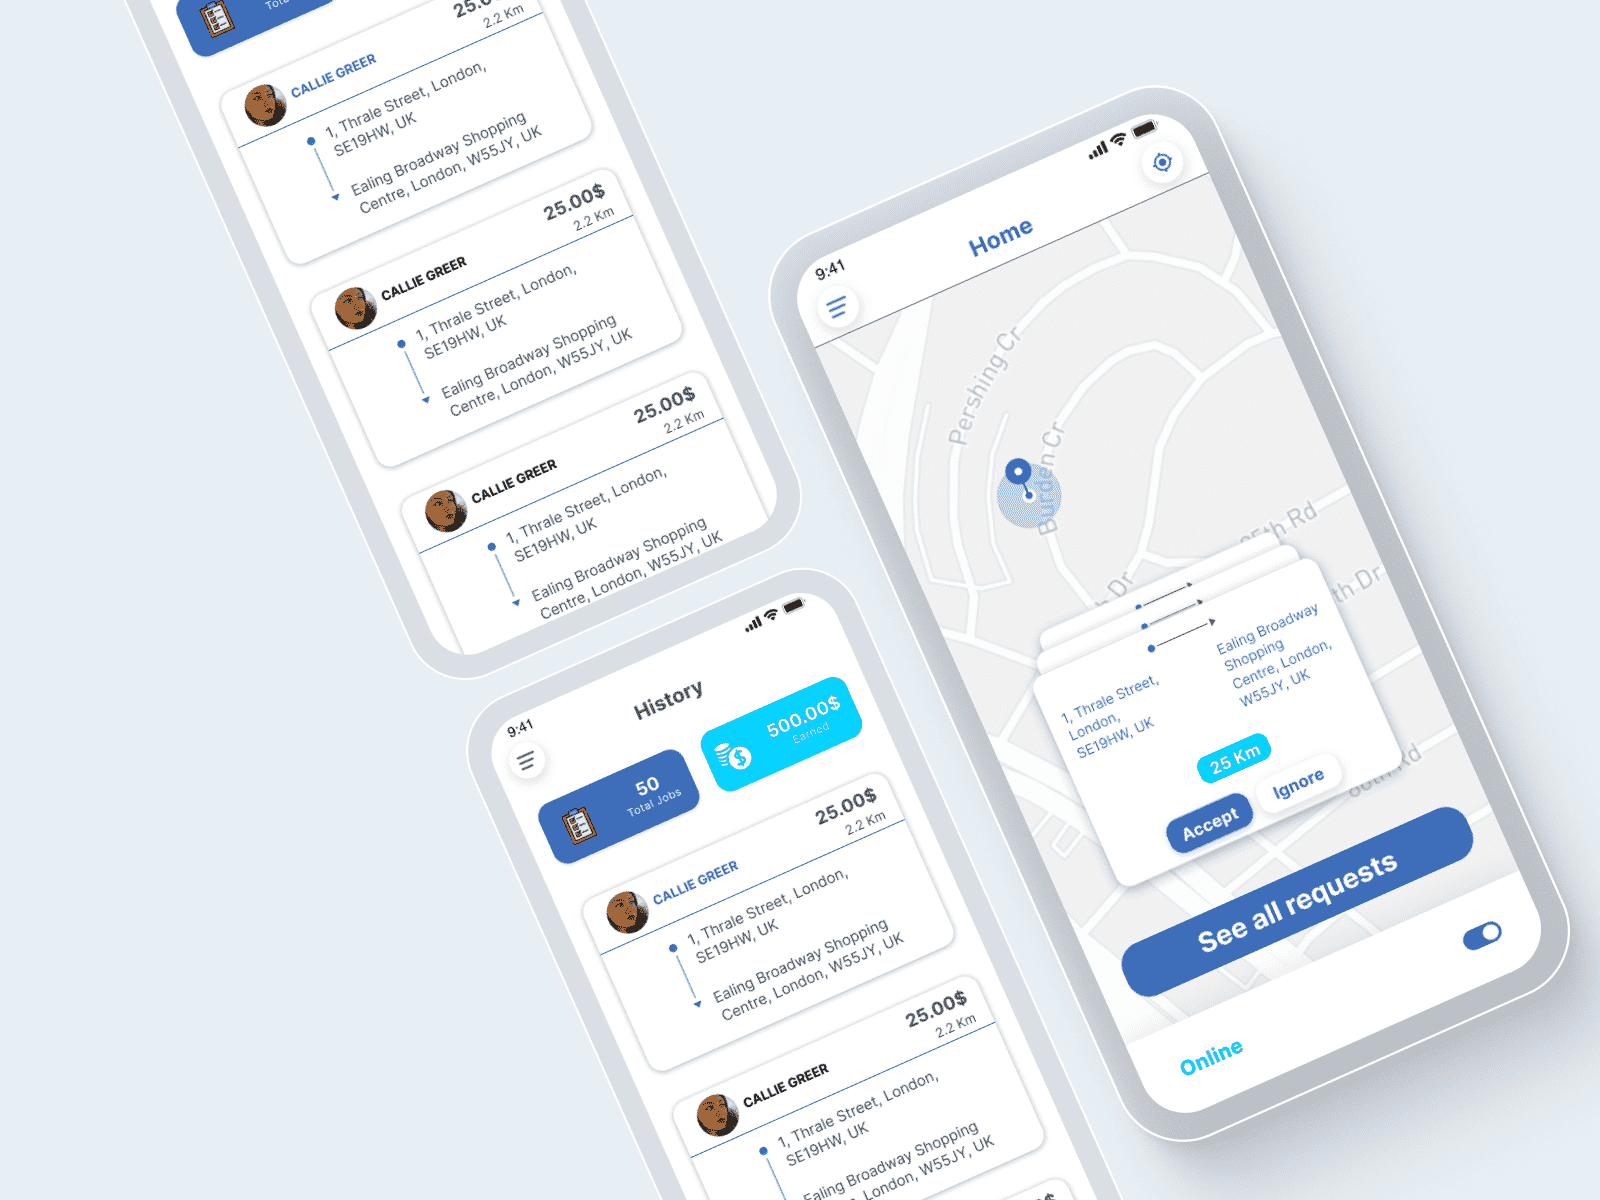 Total
25.00$
2.2 Km
CALLIE GREER
1, Thrale Street, London,
SE19HW, UK
Ealing Broadway Shopping
Centre, London, W55JY, UK
25.00$
2.2 Km
CALLIE GREER
1, Thrale Street, London,
SE19HW, UK
Ealing Broadway Shopping
Centre, London, W55JY, UK
25.00$
2.2 Km
CALLIE GREER
1, Thrale Street, London,
SE19HW, UK
Ealing Broadway Shopping
Centre, London, W55JY, UK
9:41
History
50
Total Jobs
500.00$
Earned
25.00$
2.2 Km
CALLIE GREER
1, Thrale Street, London,
SE19HW, UK
Ealing Broadway Shopping
Centre, London, W55JY, UK
25.00$
2.2 Km
CALLIE GREER
1, Thrale Street, London,
SE19HW, UK
Ealing Broadway Shopping
Centre, London, W55JY, UK
9:41
Home
Pershing Cr
Burden Cr
85th Rd
th Dr
Dr
Rd
1, Thrale Street,
London,
SE19HW, UK
Ealing Broadway
Shopping
Centre, London,
W55JY, UK
25 Km
Accept
Ignore
See all requests
Online